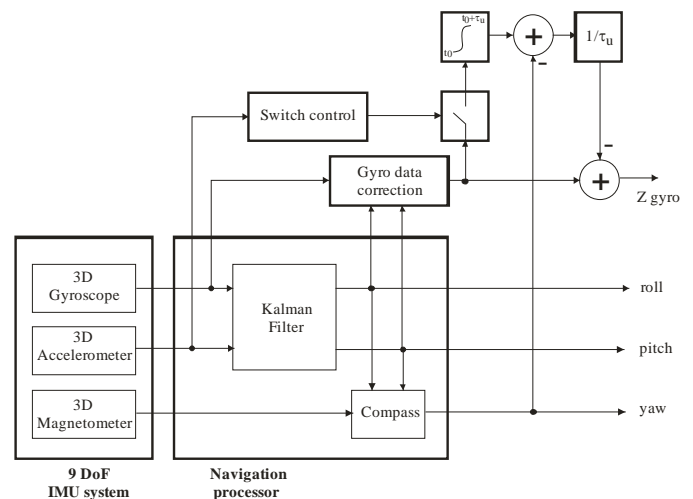 t0+τu
t0
+
-
1/τu
Switch control
-
Gyro data
correction
+
Z gyro
3D
Gyroscope
3D
Accelerometer
3D
Magnetometer
Kalman
Filter
Compass
roll
pitch
yaw
9 DoF
IMU system
Navigation
processor